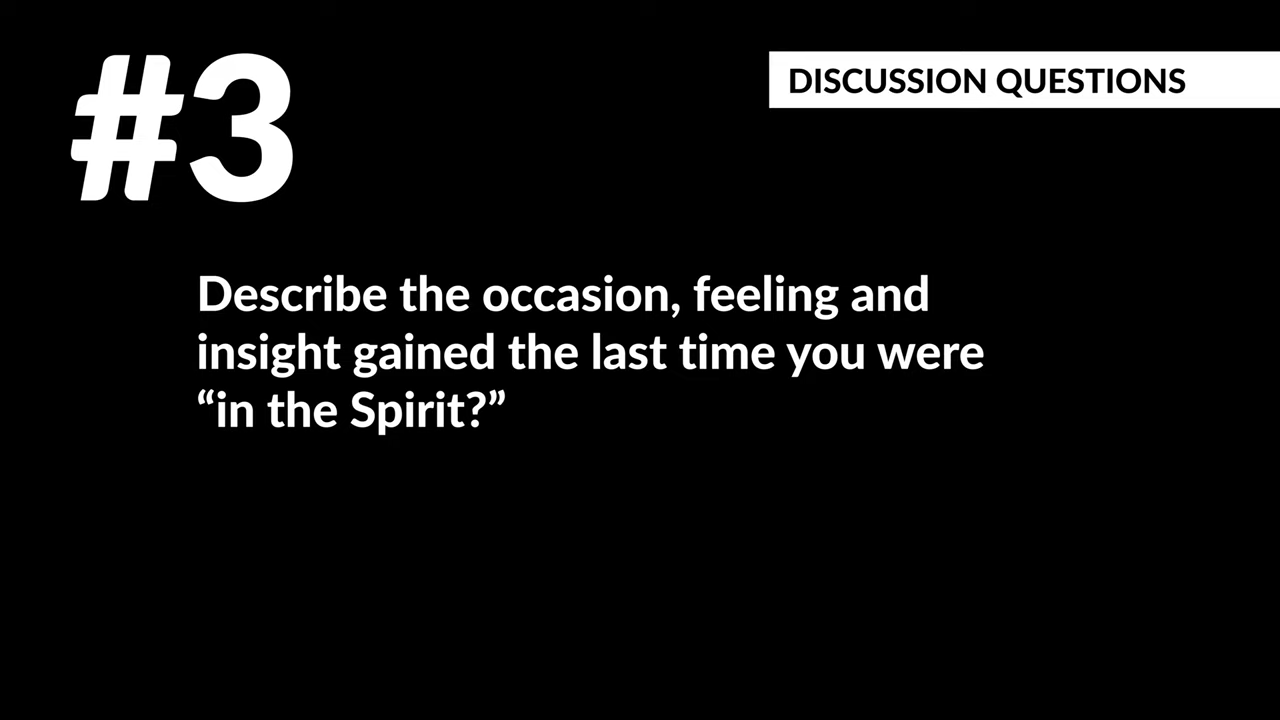 #3
DISCUSSION QUESTIONS
Describe the occasion, feeling and
insight gained the last time you were
“in the Spirit?”